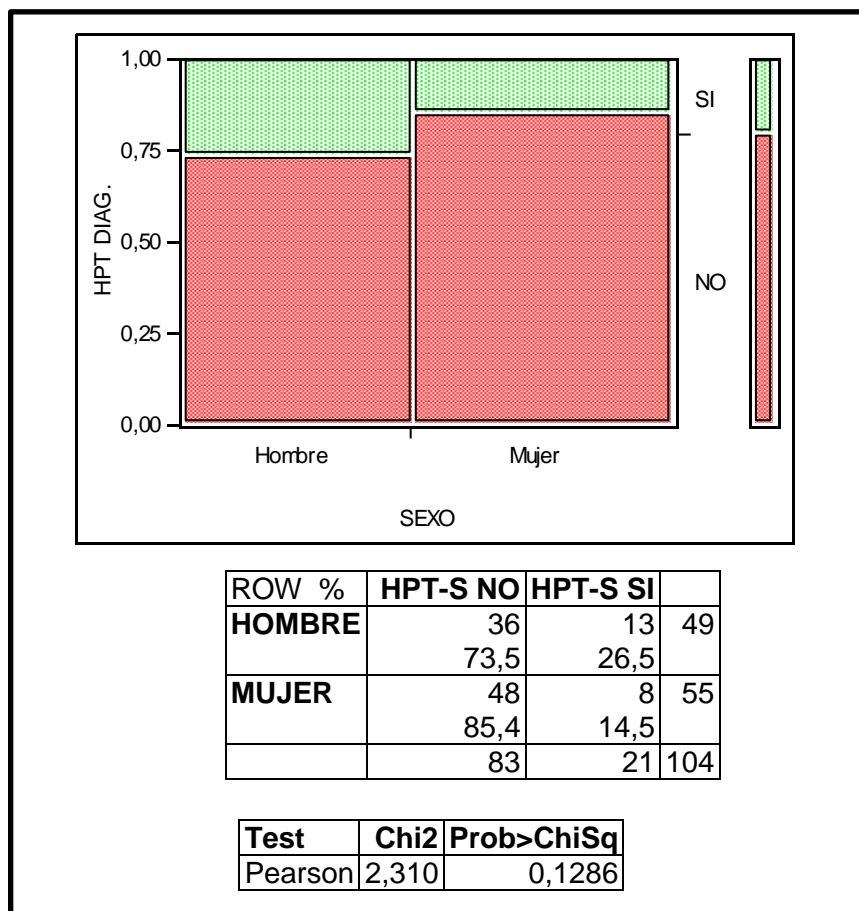 1,00
SI
0,75
HPT DIAG.
0,50
NO
0,25
0,00
Hombre Mujer
SEXO
ROW % HPT-S NO HPT-S SI
HOMBRE 36 13 49
73,5 26,5
MUJER 48 8 55
85,4 14,5
83 21 104
Test Chi2 Prob>ChiSq
Pearson 2,310 0,1286